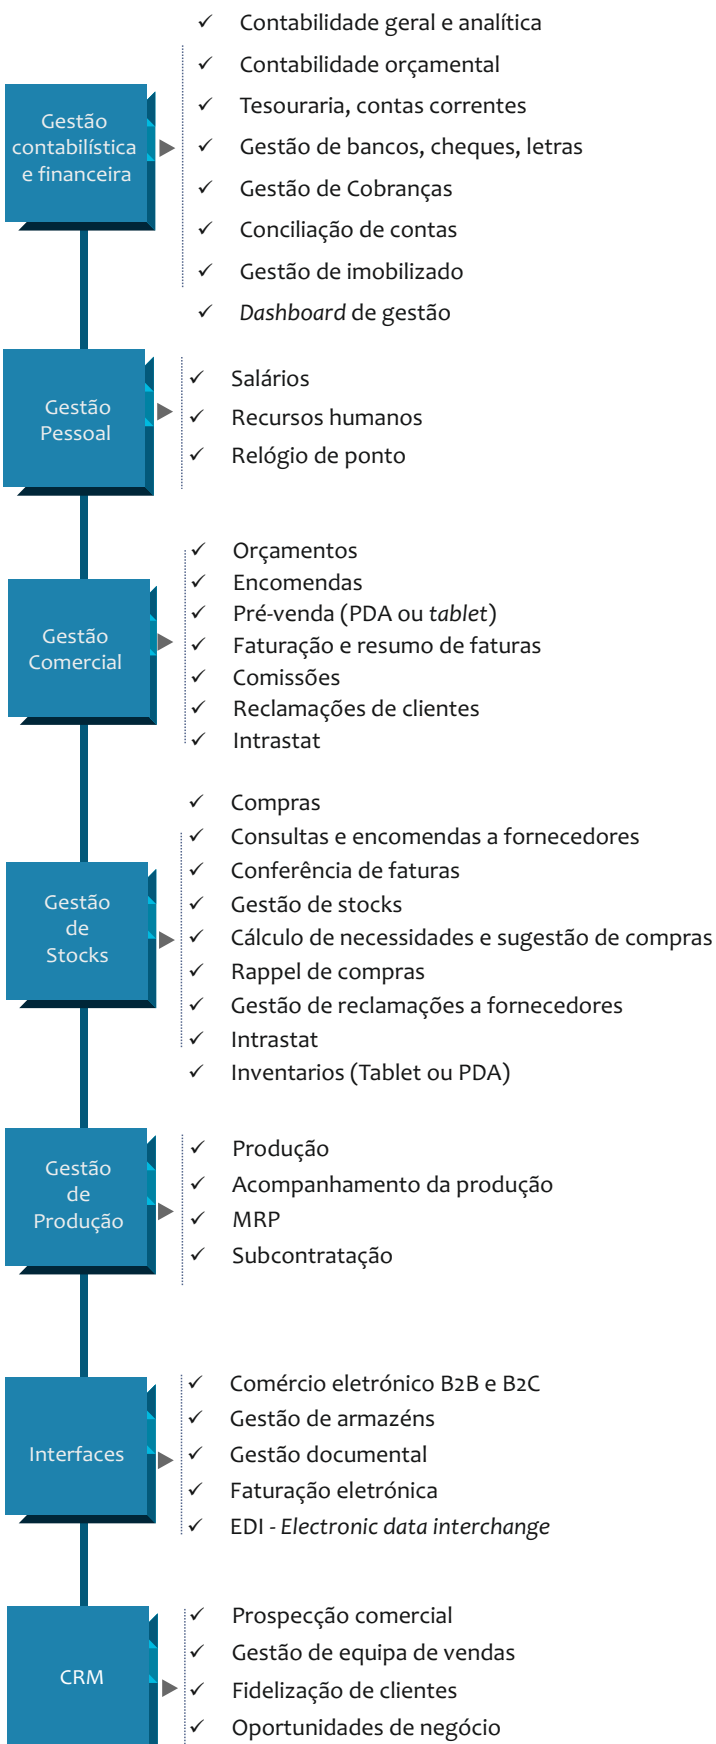 Gestão
contabilística
e financeira
✓ Contabilidade geral e analítica
✓ Contabilidade orçamental
✓ Tesouraria, contas correntes
✓ Gestão de bancos, cheques, letras
✓ Gestão de Cobranças
✓ Conciliação de contas
✓ Gestão de imobilizado
✓ Dashboard de gestão
Gestão
Pessoal
✓ Salários
✓ Recursos humanos
✓ Relógio de ponto
Gestão
Comercial
✓ Orçamentos
✓ Encomendas
✓ Pré-venda (PDA ou tablet)
✓ Faturação e resumo de faturas
✓ Comissões
✓ Reclamações de clientes
✓ Intrastat
Gestão
de
Stocks
✓ Compras
✓ Consultas e encomendas a fornecedores
✓ Conferência de faturas
✓ Gestão de stocks
✓ Cálculo de necessidades e sugestão de compras
✓ Rappel de compras
✓ Gestão de reclamações a fornecedores
✓ Intrastat
✓ Inventarios (Tablet ou PDA)
Gestão
de
Produção
✓ Produção
✓ Acompanhamento da produção
✓ MRP
✓ Subcontratação
Interfaces
✓ Comércio eletrónico B2B e B2C
✓ Gestão de armazéns
✓ Gestão documental
✓ Faturação eletrónica
✓ EDI - Electronic data interchange
CRM
✓ Prospecção comercial
✓ Gestão de equipa de vendas
✓ Fidelização de clientes
✓ Oportunidades de negócio